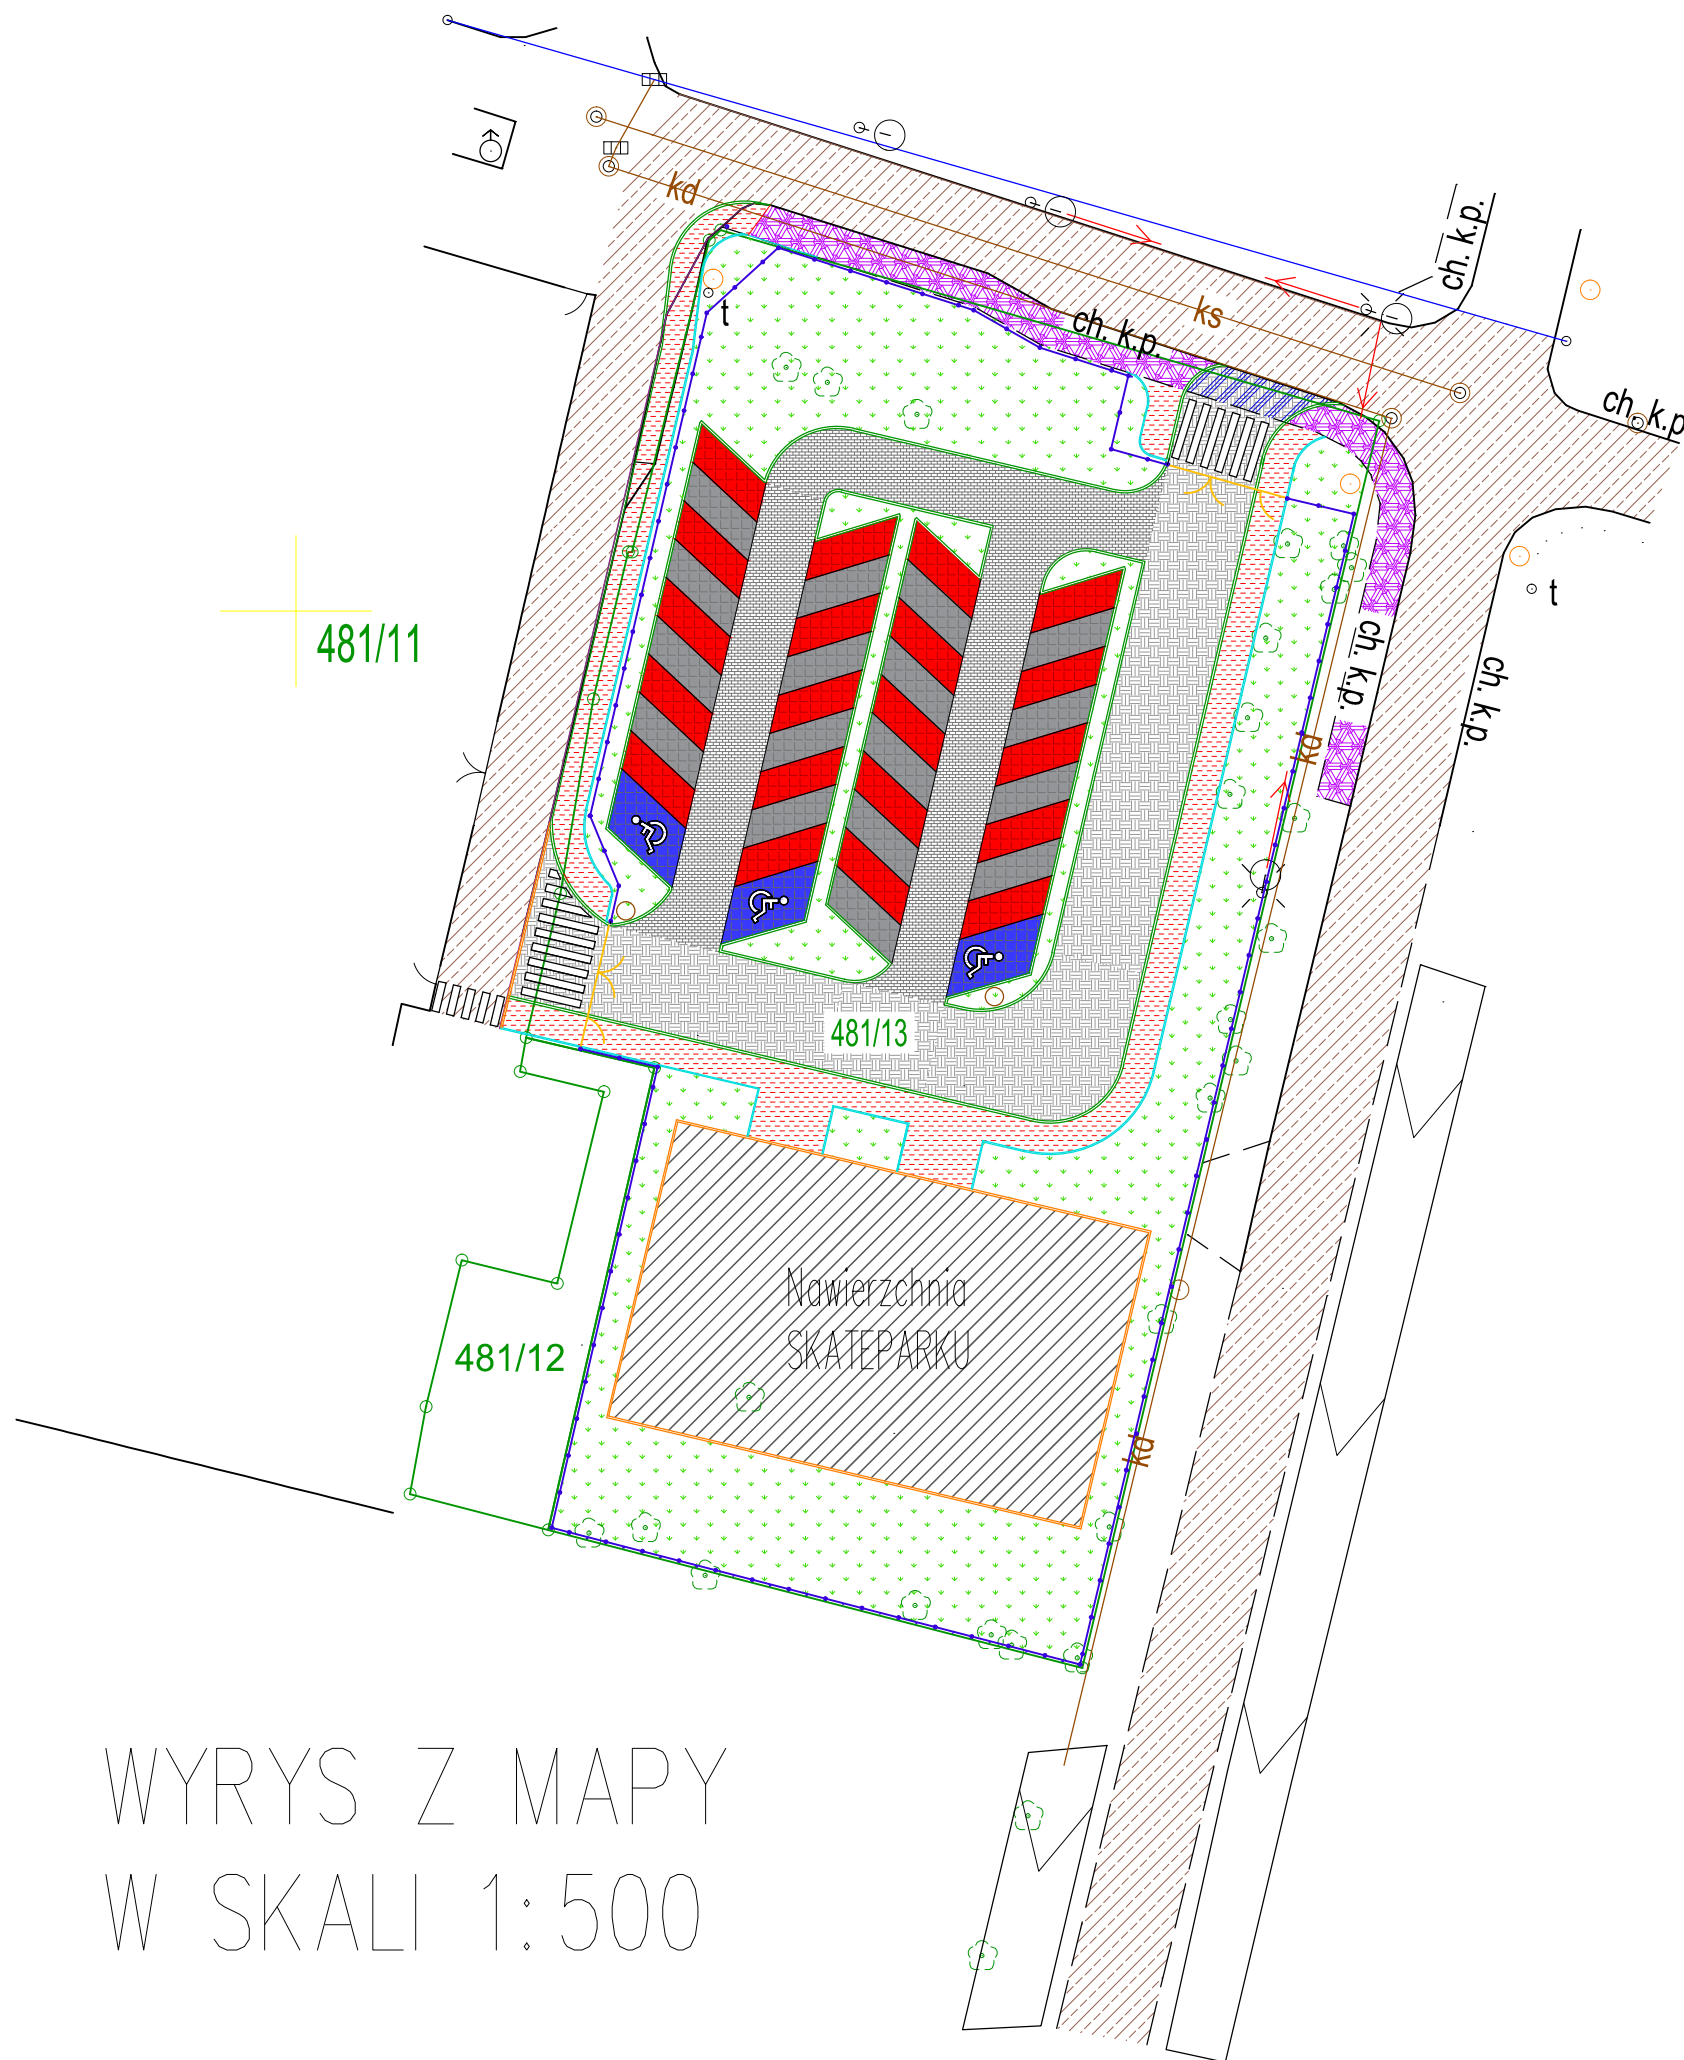 kd
ch. k.p.
t
ks
ch. k.p.
ch. k.p
t
481/11
ch. k.p.
ch. k.p.
kd
481/13
Nawierzchnia
SKATEPARKU
481/12
kd
WYRYS Z MAPY
W SKALI 1:500